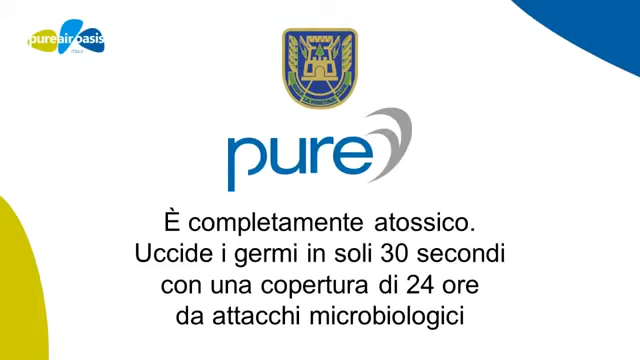 pureair oasis
ITALY
pure
È completamente atossico.
Uccide i germi in soli 30 secondi
con una copertura di 24 ore
da attacchi microbiologici